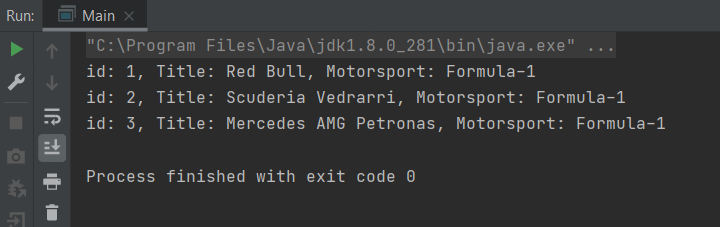 Run: Main
"C:\Program Files\Java\jdk1.8.0_281\bin\java.exe" ...
id: 1, Title: Red Bull, Motorsport: Formula-1
id: 2, Title: Scuderia Vedrarri, Motorsport: Formula-1
id: 3, Title: Mercedes AMG Petronas, Motorsport: Formula-1
Process finished with exit code 0